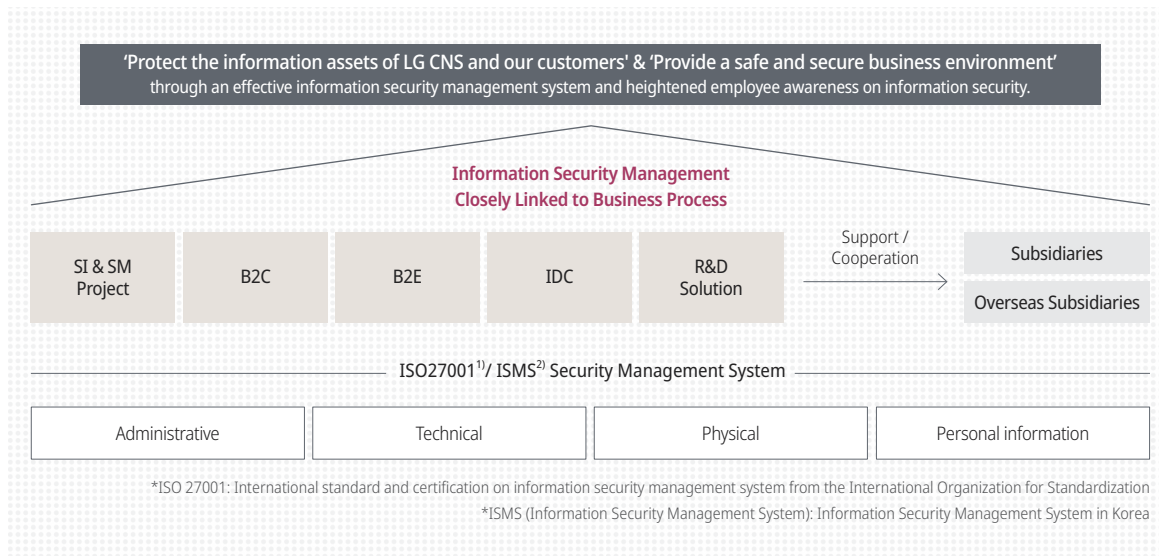 ‘Protect the information assets of LG CNS and our customers' & ‘Provide a safe and secure business environment’
through an effective information security management system and heightened employee awareness on information security.
Information Security Management
Closely Linked to Business Process
SI & SM
Project
B2C
B2E
IDC
R&D
Solution
Support /
Cooperation
Subsidiaries
Overseas Subsidiaries
ISO27001¹⁾/ ISMS²⁾ Security Management System
Administrative
Technical
Physical
Personal information
*ISO 27001: International standard and certification on information security management system from the International Organization for Standardization
*ISMS (Information Security Management System): Information Security Management System in Korea